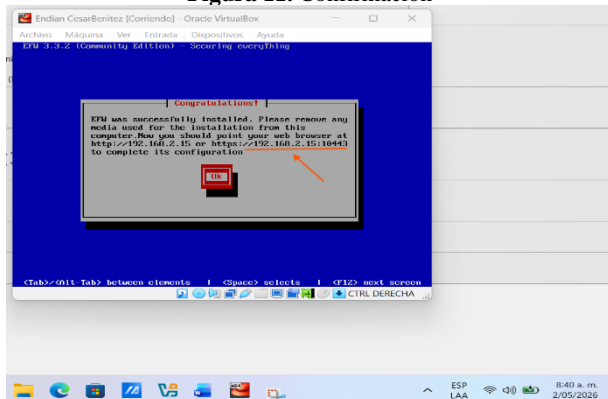 Figura 12. Confirmación
Endian CesarBenitez [Corriendo] - Oracle VirtualBox
Archivo Máquina Ver Entrada Dispositivos Ayuda
EFW 3.3.2 (Community Edition) - Securing everyThing
Congratulations!
EFW was successfully installed. Please remove any
media used for the installation from this
computer.Now you should point your web browser at
http://192.168.2.15 or https://192.168.2.15:10443
to complete its configuration
Ok
<Tab>/<Alt-Tab> between elements | <Space> selects | <F12> next screen
CTRL DERECHA
ESP
LAA
8:40 a. m.
2/05/2026